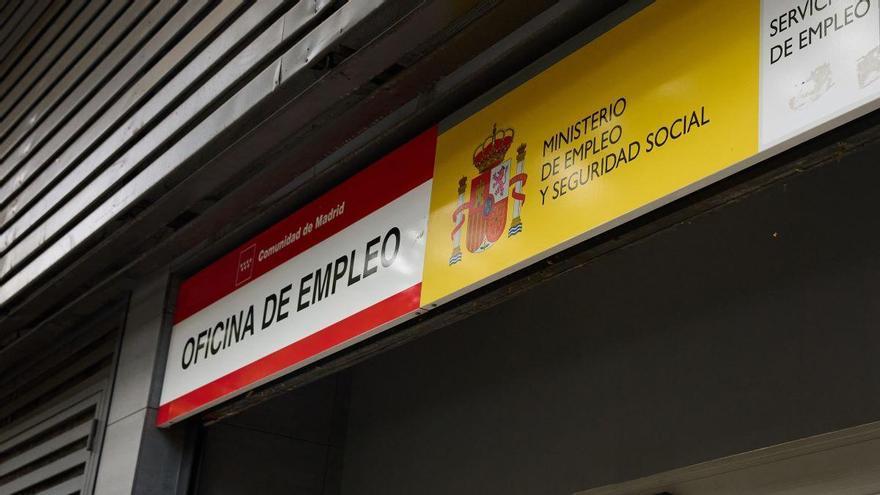 Comunidad de Madrid
OFICINA DE EMPLEO
MINISTERIO
DE EMPLEO
Y SEGURIDAD SOCIAL
SERVICI
DE EMPLEO